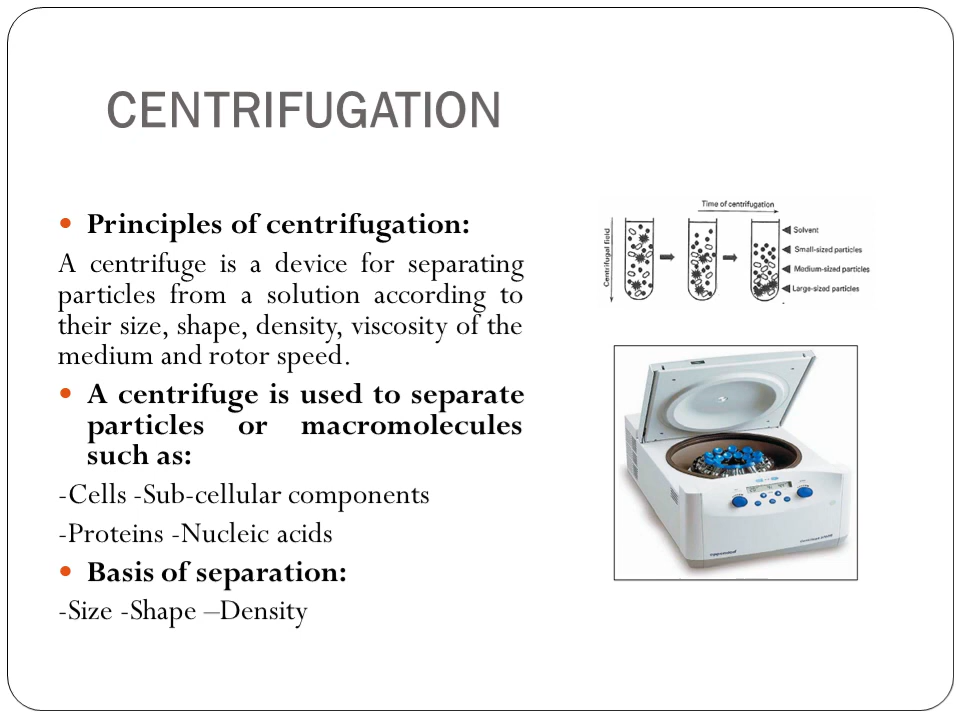 CENTRIFUGATION
Principles of centrifugation:
A centrifuge is a device for separating
particles from a solution according to
their size, shape, density, viscosity of the
medium and rotor speed.
A centrifuge is used to separate
particles or macromolecules
such as:
-Cells -Sub-cellular components
-Proteins -Nucleic acids
Basis of separation:
-Size -Shape –Density
Time of centrifugation
Centrifugal field
Solvent
Small-sized particles
Medium-sized particles
Large-sized particles
eppendorf